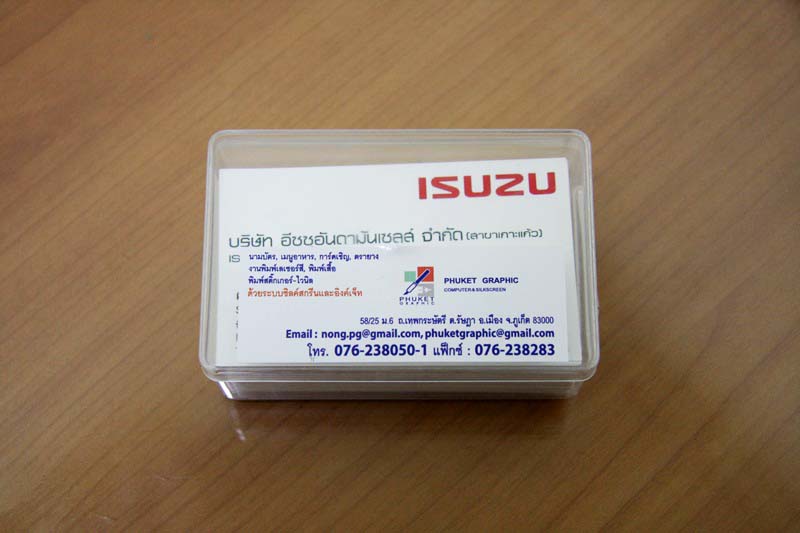 ISUZU
บริษัท อีซูซุอันดามันเซลส์ จำกัด (สาขาเกาะแก้ว)
IS
นามบัตร, เมนูอาหาร, การ์ดเชิญ, ตรายาง
งานพิมพ์เลเซอร์สี, พิมพ์เสื้อ
พิมพ์สติ๊กเกอร์-ไวนิล
ด้วยระบบซิลค์สกรีนและอิงค์เจ็ท
PHUKET GRAPHIC
PHUKET GRAPHIC
COMPUTER & SILKSCREEN
58/25 ม.6 ถ.เทพกระษัตรี ต.รัษฎา อ.เมือง จ.ภูเก็ต 83000
Email : nong.pg@gmail.com, phuketgraphic@gmail.com
โทร. 076-238050-1 แฟ็กซ์ : 076-238283